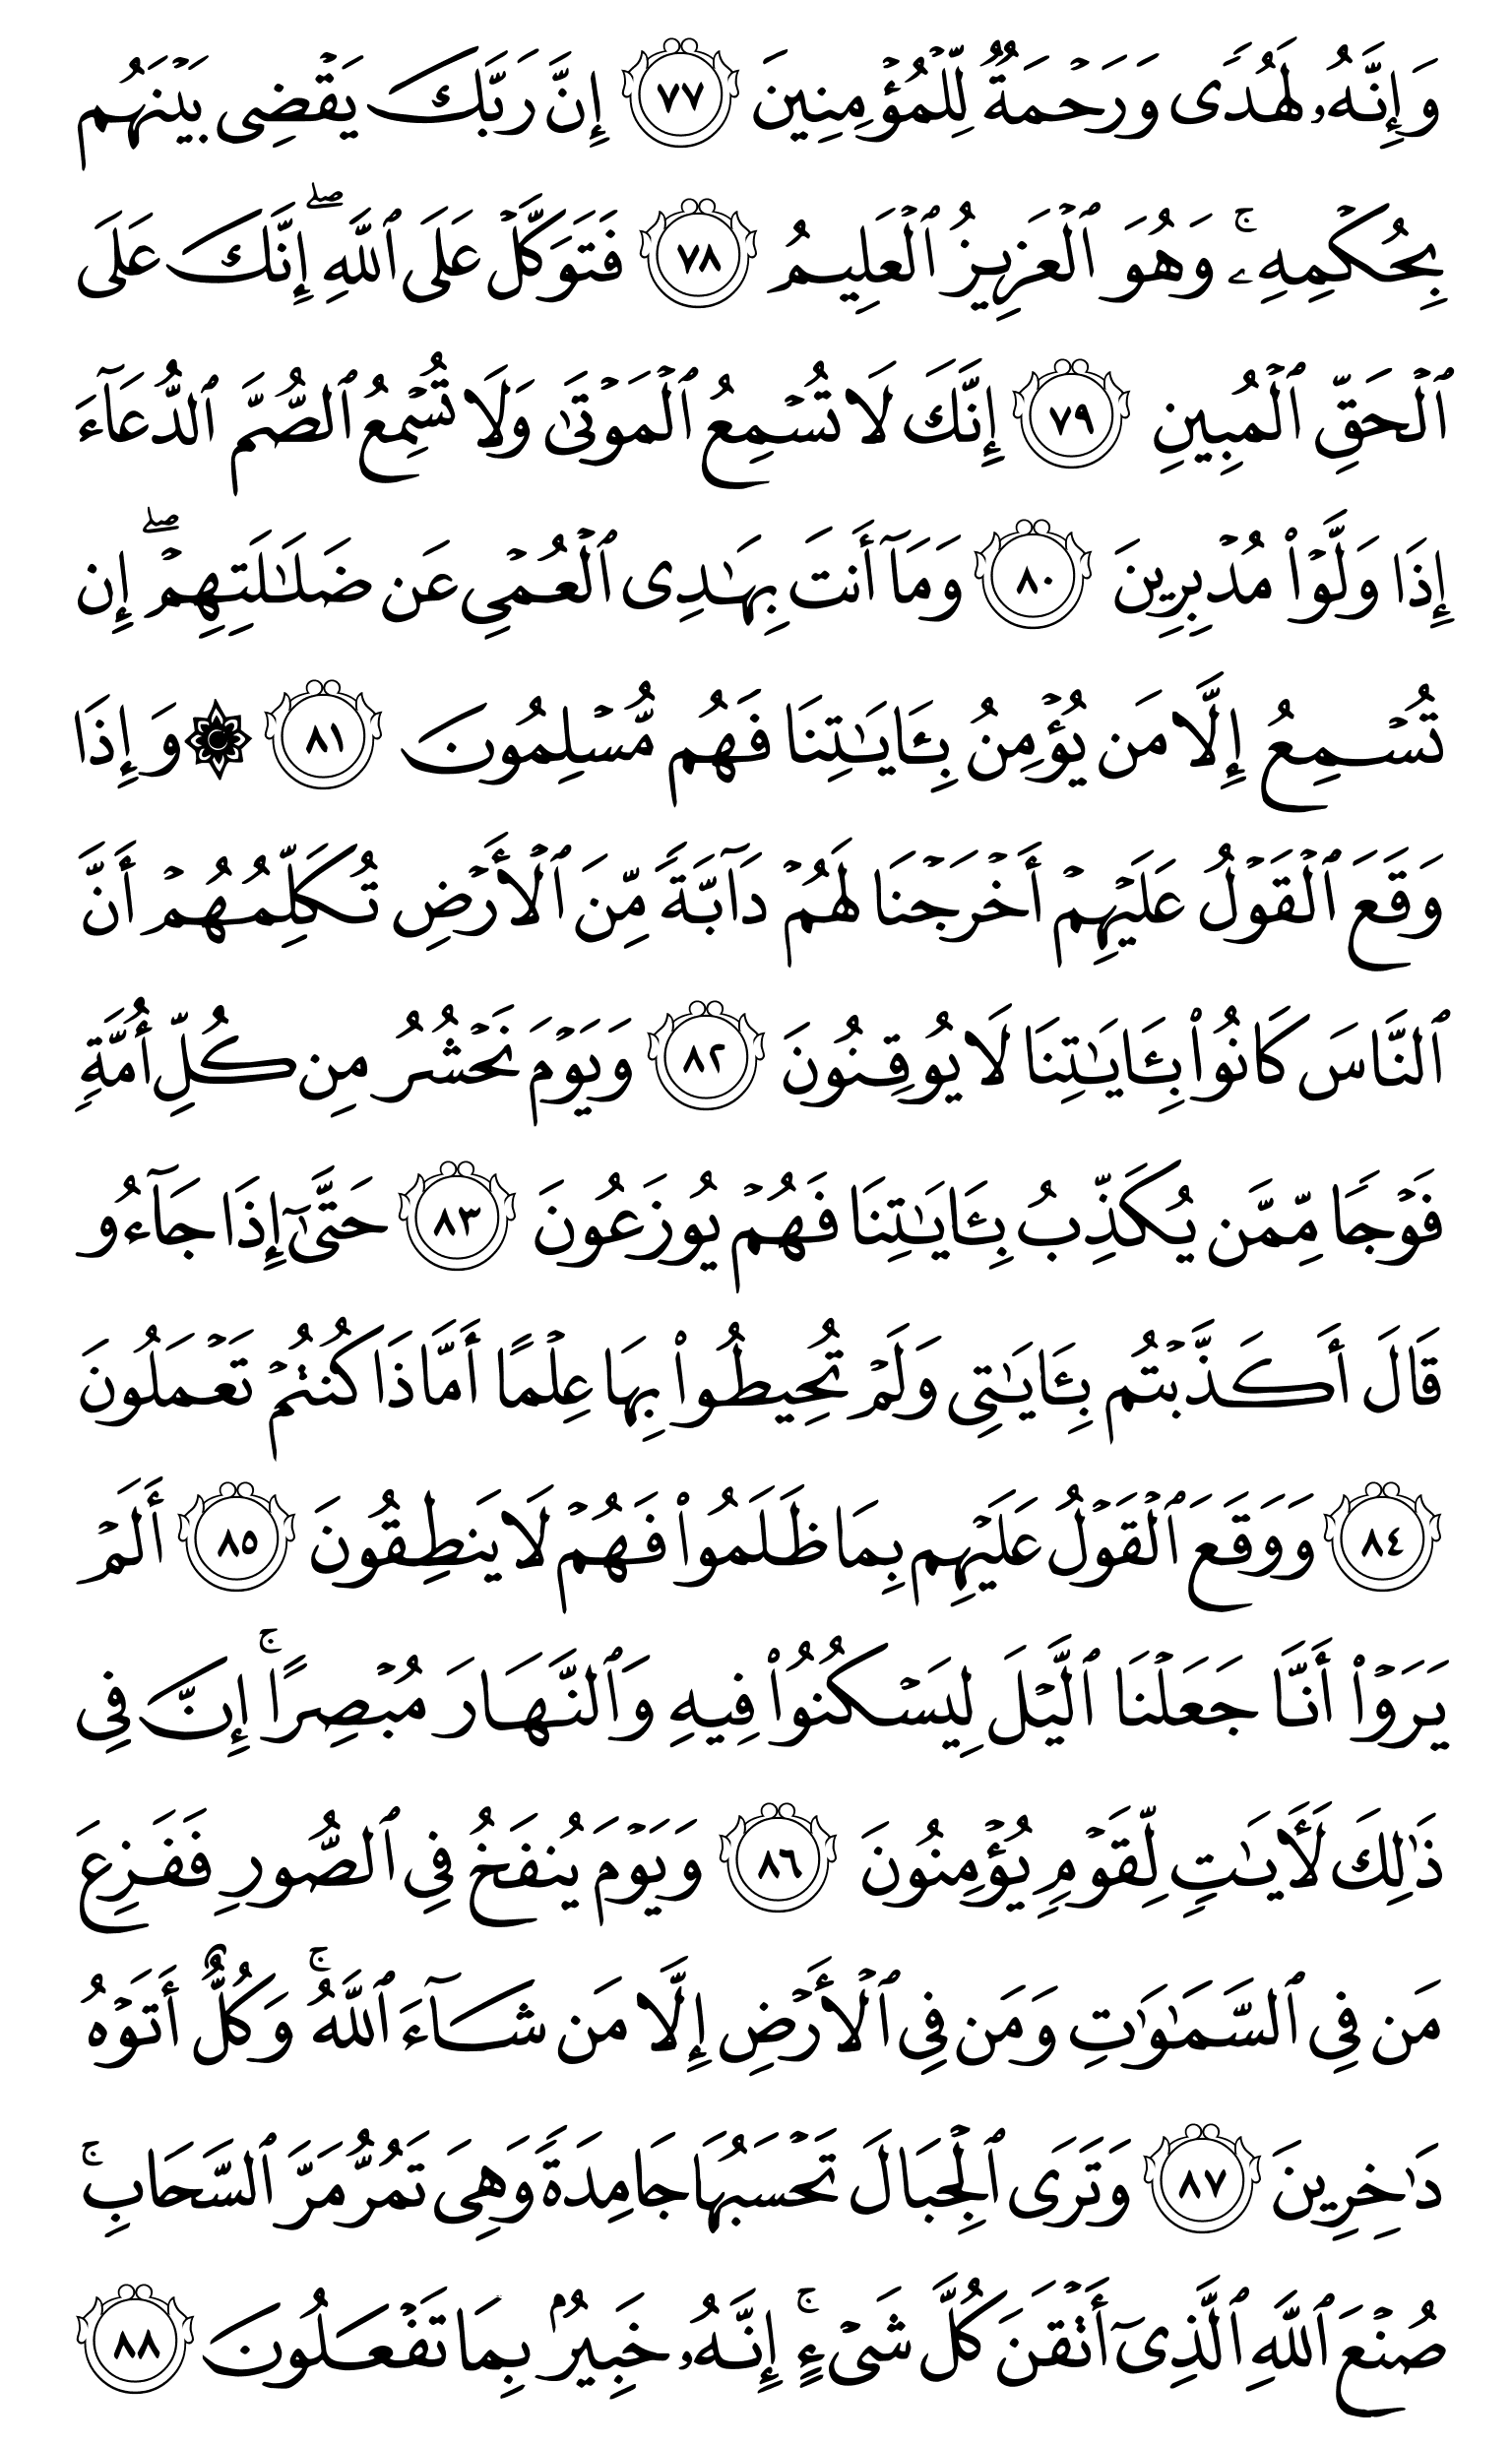 وَإِنَّهُۥ لَهُدًى وَرَحْمَةٌ لِّلْمُؤْمِنِينَ ٧٧ إِنَّ رَبَّكَ يَقْضِى بَيْنَهُم
بِحُكْمِهِۦ ۚ وَهُوَ ٱلْعَزِيزُ ٱلْعَلِيمُ ٧٨ فَتَوَكَّلْ عَلَى ٱللَّهِ ۖ إِنَّكَ عَلَى
ٱلْحَقِّ ٱلْمُبِينِ ٧٩ إِنَّكَ لَا تُسْمِعُ ٱلْمَوْتَىٰ وَلَا تُسْمِعُ ٱلصُّمَّ ٱلدُّعَآءَ
إِذَا وَلَّوْا۟ مُدْبِرِينَ ٨٠ وَمَآ أَنتَ بِهَـٰدِى ٱلْعُمْىِ عَن ضَلَـٰلَتِهِمْ ۖ إِن
تُسْمِعُ إِلَّا مَن يُؤْمِنُ بِـَٔايَـٰتِنَا فَهُم مُّسْلِمُونَ ٨١ ۞ وَإِذَا
وَقَعَ ٱلْقَوْلُ عَلَيْهِمْ أَخْرَجْنَا لَهُمْ دَآبَّةً مِّنَ ٱلْأَرْضِ تُكَلِّمُهُمْ أَنَّ
ٱلنَّاسَ كَانُوا۟ بِـَٔايَـٰتِنَا لَا يُوقِنُونَ ٨٢ وَيَوْمَ نَحْشُرُ مِن كُلِّ أُمَّةٍ
فَوْجًا مِّمَّن يُكَذِّبُ بِـَٔايَـٰتِنَا فَهُمْ يُوزَعُونَ ٨٣ حَتَّىٰٓ إِذَا جَآءُو
قَالَ أَكَذَّبْتُم بِـَٔايَـٰتِى وَلَمْ تُحِيطُوا۟ بِهَا عِلْمًا أَمَّاذَا كُنتُمْ تَعْمَلُونَ
٨٤ وَوَقَعَ ٱلْقَوْلُ عَلَيْهِم بِمَا ظَلَمُوا۟ فَهُمْ لَا يَنطِقُونَ ٨٥ أَلَمْ
يَرَوْا۟ أَنَّا جَعَلْنَا ٱلَّيْلَ لِيَسْكُنُوا۟ فِيهِ وَٱلنَّهَارَ مُبْصِرًا ۚ إِنَّ فِى
ذَٰلِكَ لَـَٔايَـٰتٍ لِّقَوْمٍ يُؤْمِنُونَ ٨٦ وَيَوْمَ يُنفَخُ فِى ٱلصُّورِ فَفَزِعَ
مَن فِى ٱلسَّمَـٰوَٰتِ وَمَن فِى ٱلْأَرْضِ إِلَّا مَن شَآءَ ٱللَّهُ ۚ وَكُلٌّ أَتَوْهُ
دَٰخِرِينَ ٨٧ وَتَرَى ٱلْجِبَالَ تَحْسَبُهَا جَامِدَةً وَهِىَ تَمُرُّ مَرَّ ٱلسَّحَابِ ۚ
صُنْعَ ٱللَّهِ ٱلَّذِىٓ أَتْقَنَ كُلَّ شَىْءٍ ۚ إِنَّهُۥ خَبِيرٌۢ بِمَا تَفْعَلُونَ ٨٨